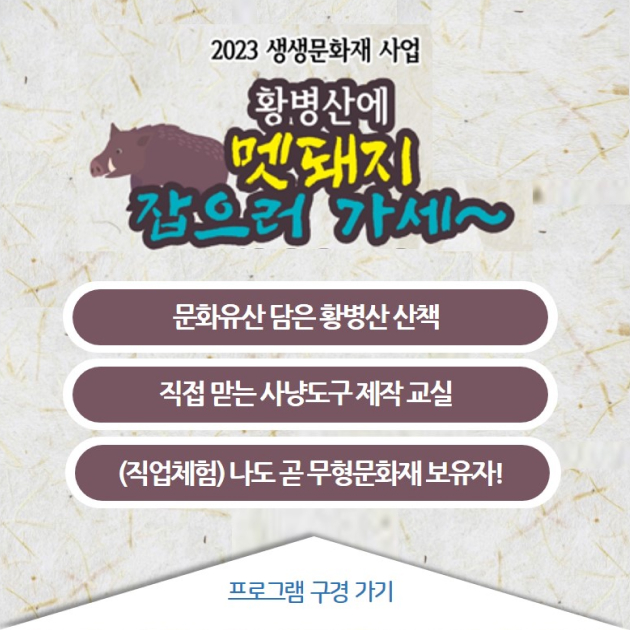 2023 생생문화재 사업
황병산에
멧돼지
잡으러 가세~
문화유산 담은 황병산 산책
직접 맏는 사냥도구 제작 교실
(직업체험) 나도 곧 무형문화재 보유자!
프로그램 구경 가기